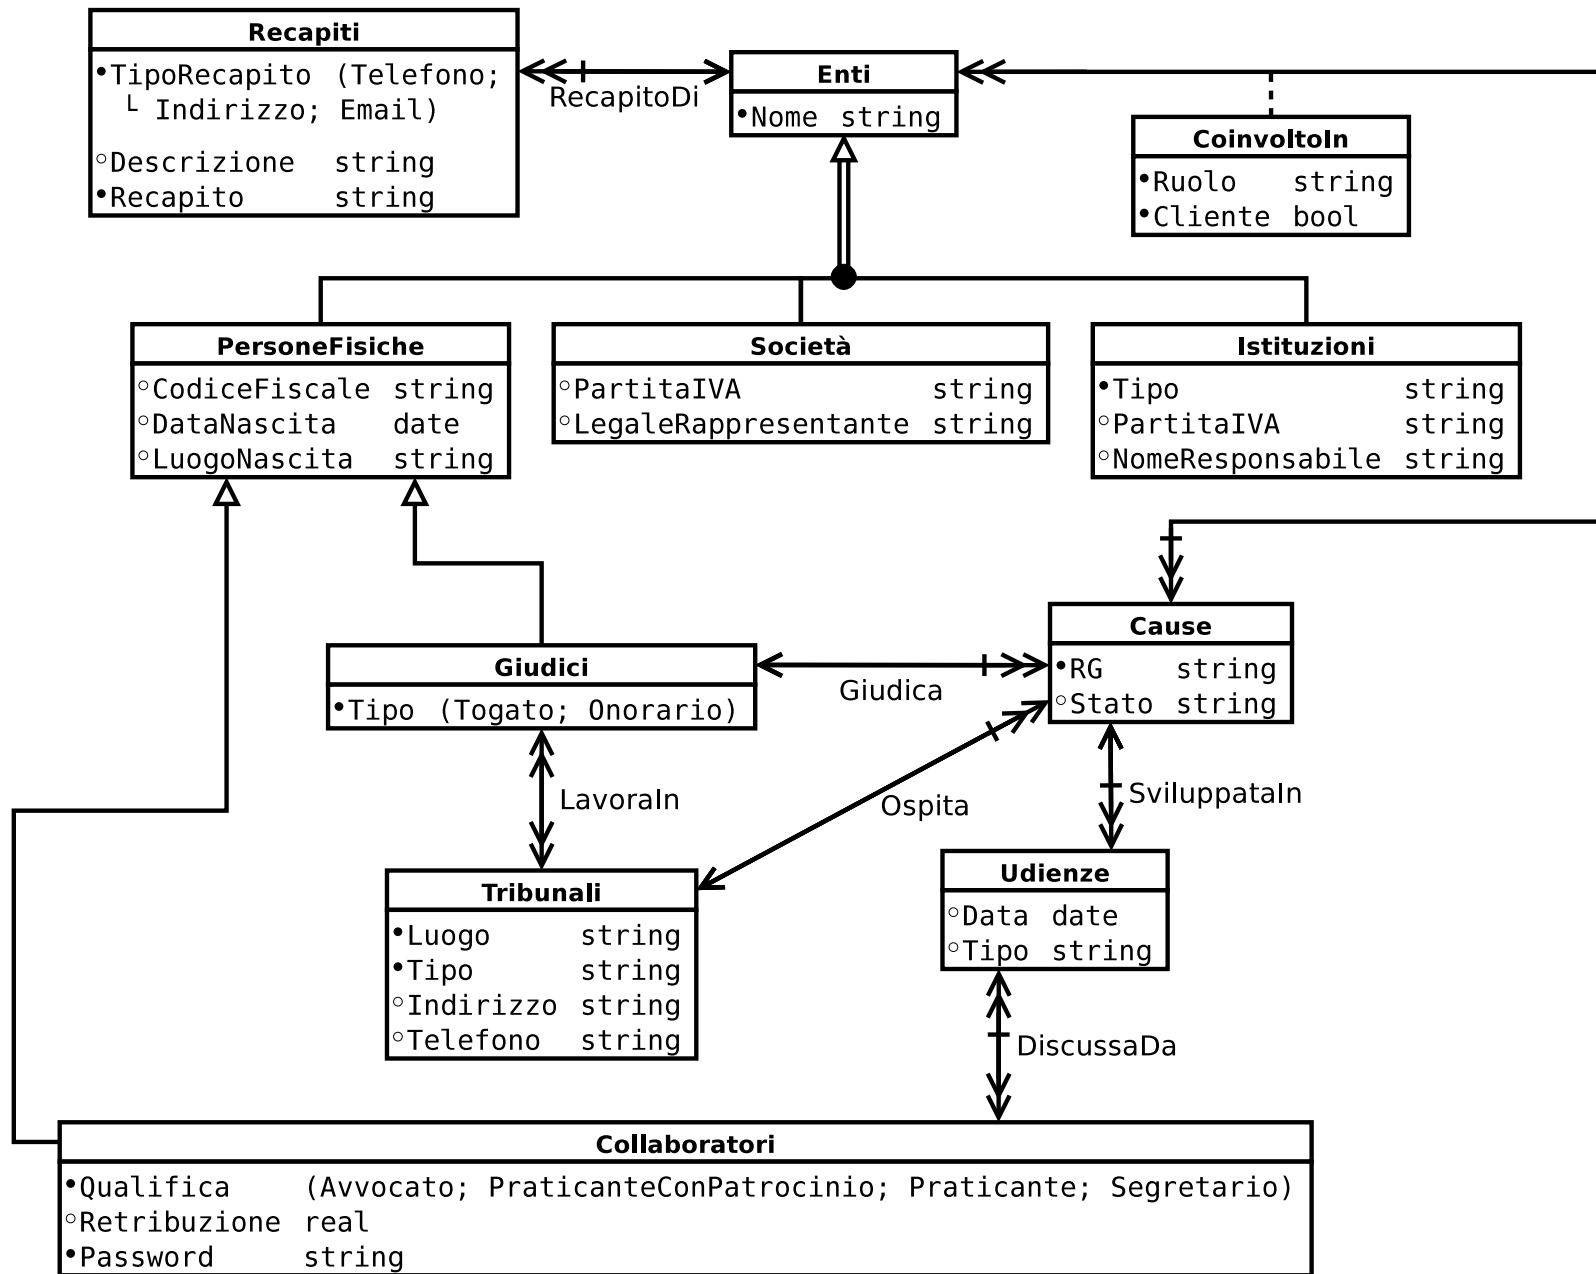 Recapiti
•TipoRecapito (Telefono;
└ Indirizzo; Email)
○Descrizione string
•Recapito string
RecapitoDi
Enti
•Nome string
CoinvoltoIn
•Ruolo string
•Cliente bool
PersoneFisiche
○CodiceFiscale string
○DataNascita date
○LuogoNascita string
Società
○PartitaIVA string
○LegaleRappresentante string
Istituzioni
•Tipo string
○PartitaIVA string
○NomeResponsabile string
Giudici
•Tipo (Togato; Onorario)
Giudica
Cause
•RG string
○Stato string
LavoraIn
Ospita
SviluppataIn
Tribunali
•Luogo string
•Tipo string
○Indirizzo string
○Telefono string
Udienze
○Data date
○Tipo string
DiscussaDa
Collaboratori
•Qualifica (Avvocato; PraticanteConPatrocinio; Praticante; Segretario)
○Retribuzione real
•Password string